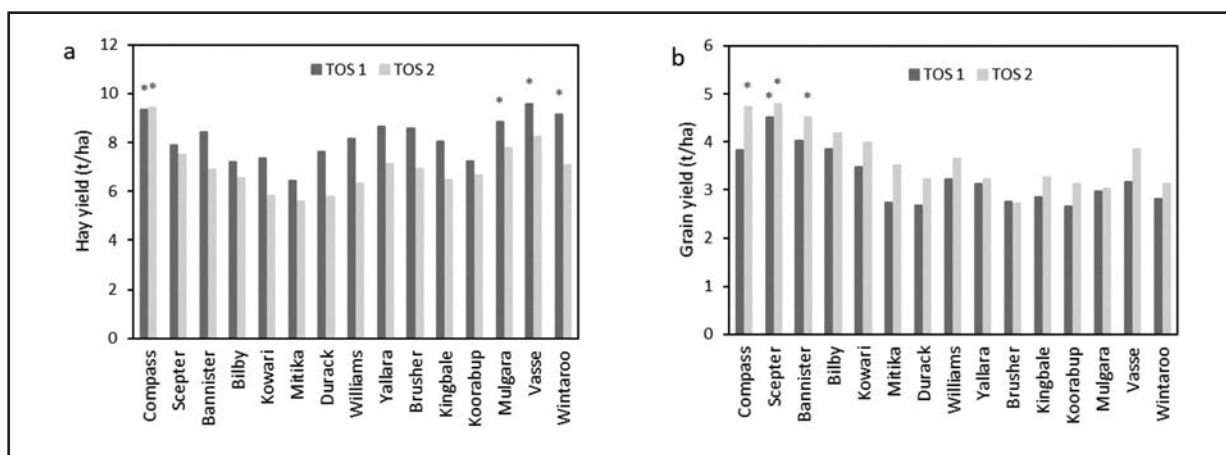 a
Hay yield (t/ha)
12
10
8
6
4
2
0
TOS 1 TOS 2
* * * * *
Compass
Scepter
Bannister
Bilby
Kowari
Mitika
Durack
Williams
Yallara
Brusher
Kingbale
Koorabup
Mulgara
Vasse
Wintaroo
b
Grain yield (t/ha)
6
5
4
3
2
1
0
TOS 1 TOS 2
* * * *
Compass
Scepter
Bannister
Bilby
Kowari
Mitika
Durack
Williams
Yallara
Brusher
Kingbale
Koorabup
Mulgara
Vasse
Wintaroo